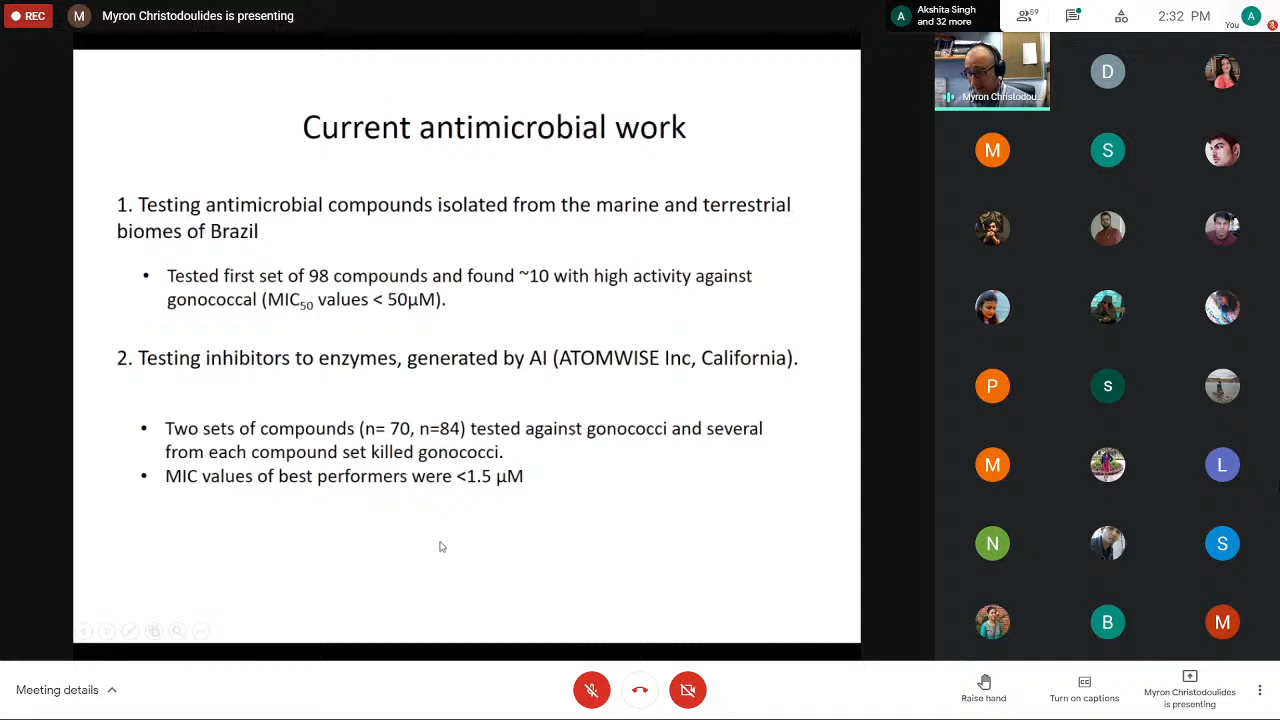 REC
M
Myron Christodoulides is presenting
A
Akshita Singh
and 32 more
59
2:32 PM
A
You
Current antimicrobial work
1. Testing antimicrobial compounds isolated from the marine and terrestrial
biomes of Brazil
• Tested first set of 98 compounds and found ~10 with high activity against
gonococcal (MIC50 values < 50µM).
2. Testing inhibitors to enzymes, generated by AI (ATOMWISE Inc, California).
• Two sets of compounds (n= 70, n=84) tested against gonococci and several
from each compound set killed gonococci.
• MIC values of best performers were <1.5 µM
Myron Christodou...
D
M
S
P
s
M
L
N
S
B
M
Meeting details
Raise hand
CC
Turn on captions
Myron Christodoulides
is presenting